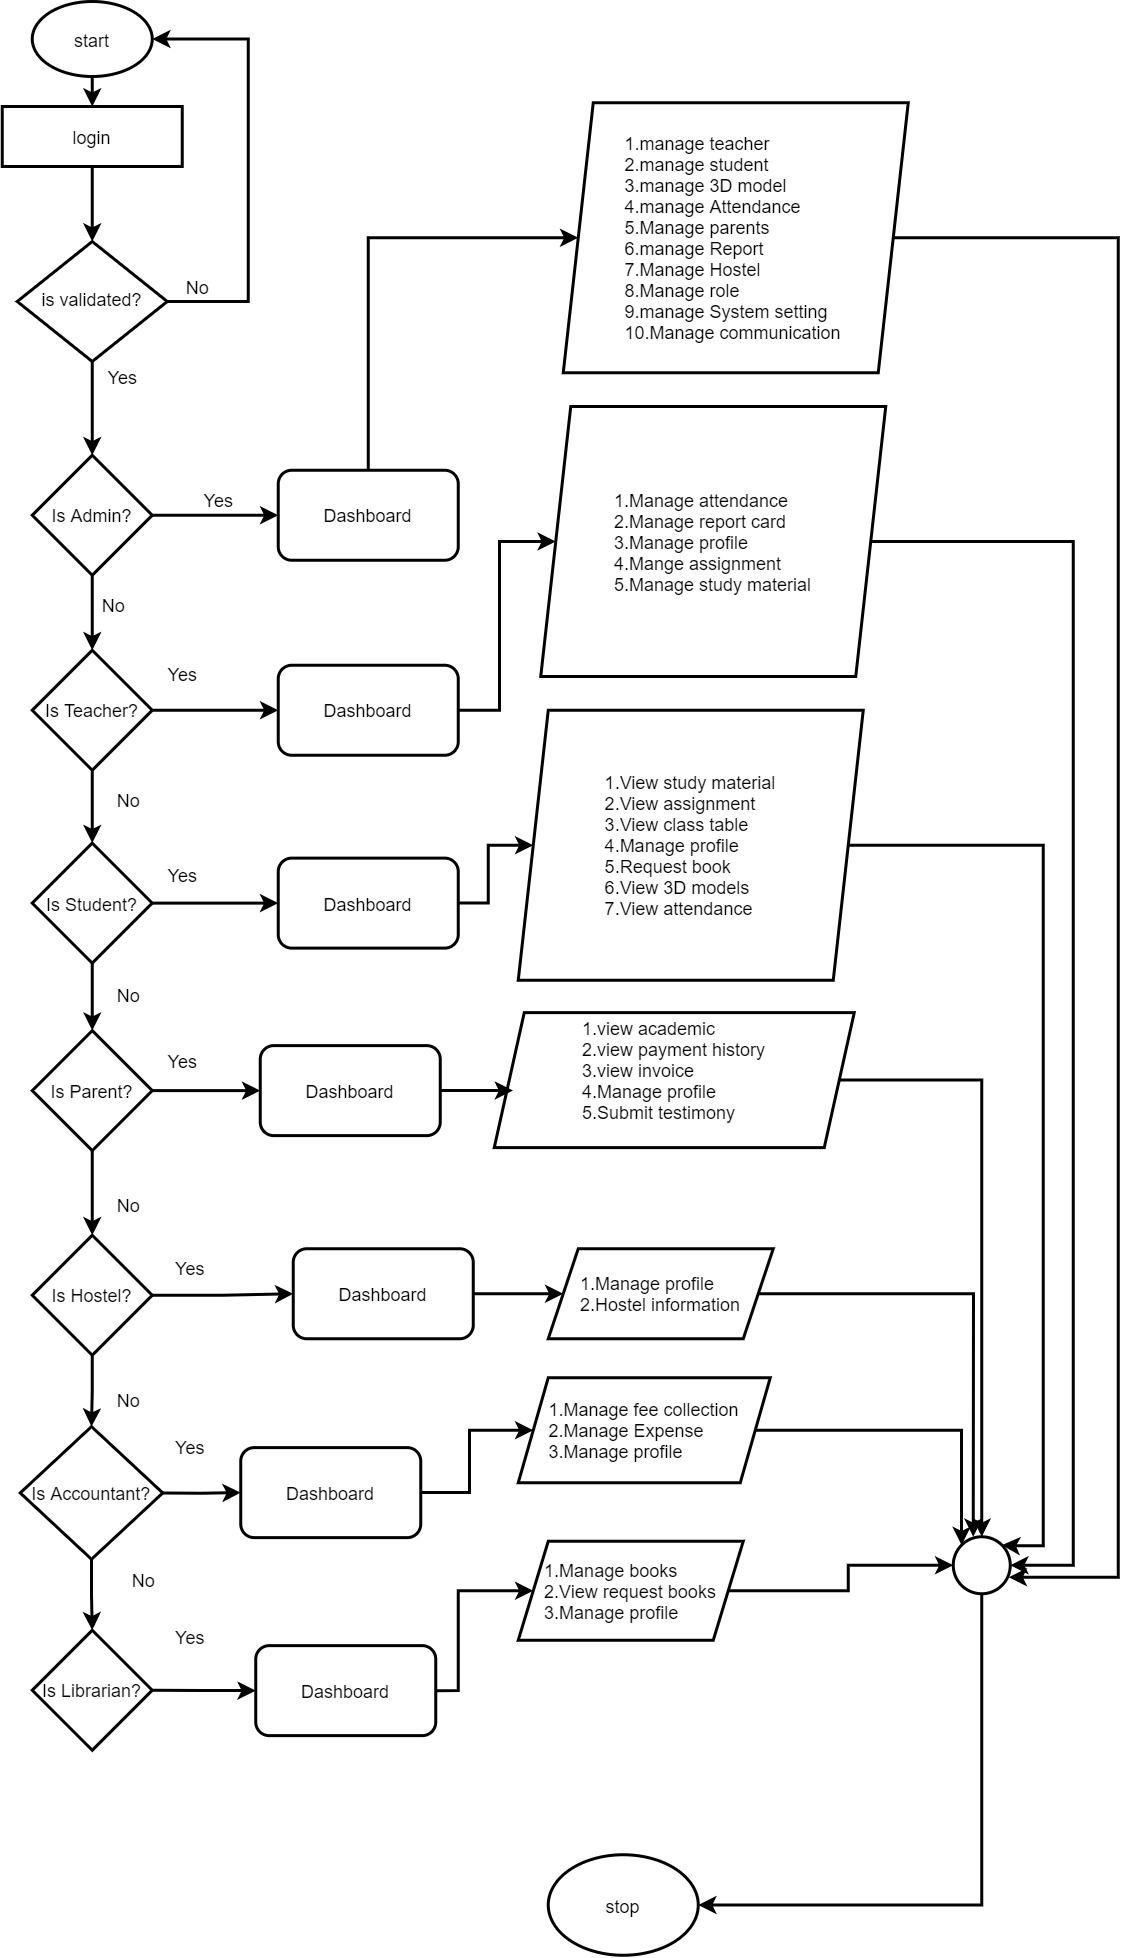 start
login
is validated?
No
Yes
1.manage teacher
2.manage student
3.manage 3D model
4.manage Attendance
5.Manage parents
6.manage Report
7.Manage Hostel
8.Manage role
9.manage System setting
10.Manage communication
Is Admin?
Yes
Dashboard
No
1.Manage attendance
2.Manage report card
3.Manage profile
4.Mange assignment
5.Manage study material
Is Teacher?
Yes
Dashboard
No
1.View study material
2.View assignment
3.View class table
4.Manage profile
5.Request book
6.View 3D models
7.View attendance
Is Student?
Yes
Dashboard
No
1.view academic
2.view payment history
3.view invoice
4.Manage profile
5.Submit testimony
Is Parent?
Yes
Dashboard
No
Is Hostel?
Yes
Dashboard
1.Manage profile
2.Hostel information
No
1.Manage fee collection
2.Manage Expense
3.Manage profile
Is Accountant?
Yes
Dashboard
No
1.Manage books
2.View request books
3.Manage profile
Is Librarian?
Yes
Dashboard
stop